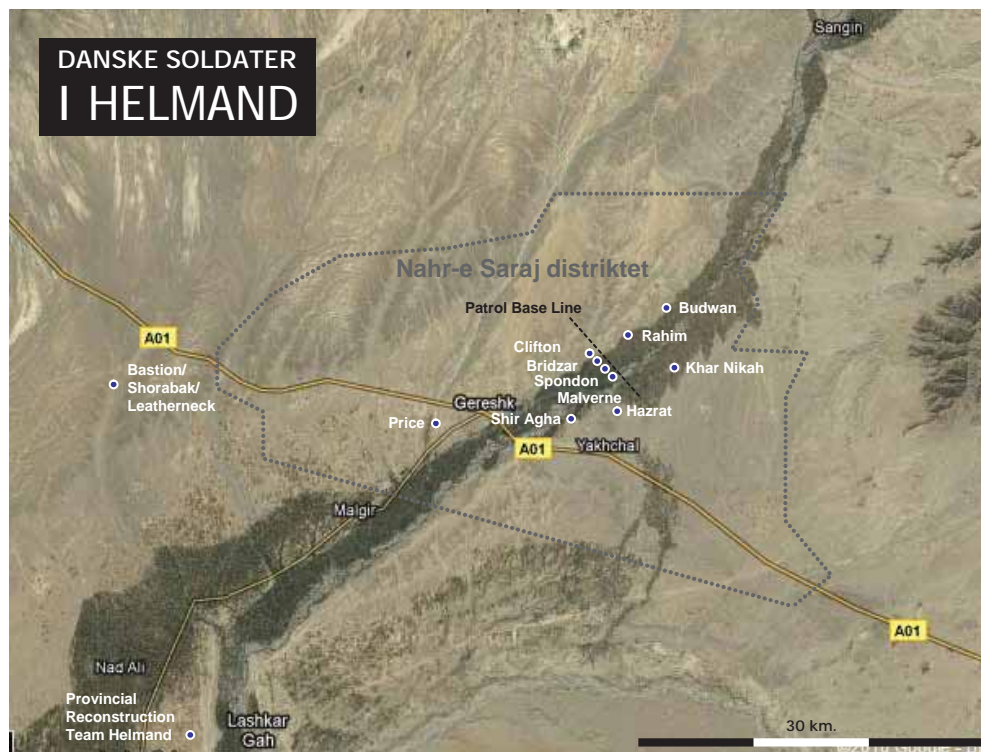 DANSKE SOLDATER
I HELMAND
Sangin
Nahr-e Saraj distriktet
Patrol Base Line
Budwan
A01
Rahim
Clifton
Bridzar
Khar Nikah
Bastion/
Shorabak/
Leatherneck
Spondon
Malverne
Gereshk
Hazrat
Price
Shir Agha
A01
Yakhchal
Malgir
A01
Nad Ali
Provincial
Reconstruction
Team Helmand
Lashkar
Gah
30 km.